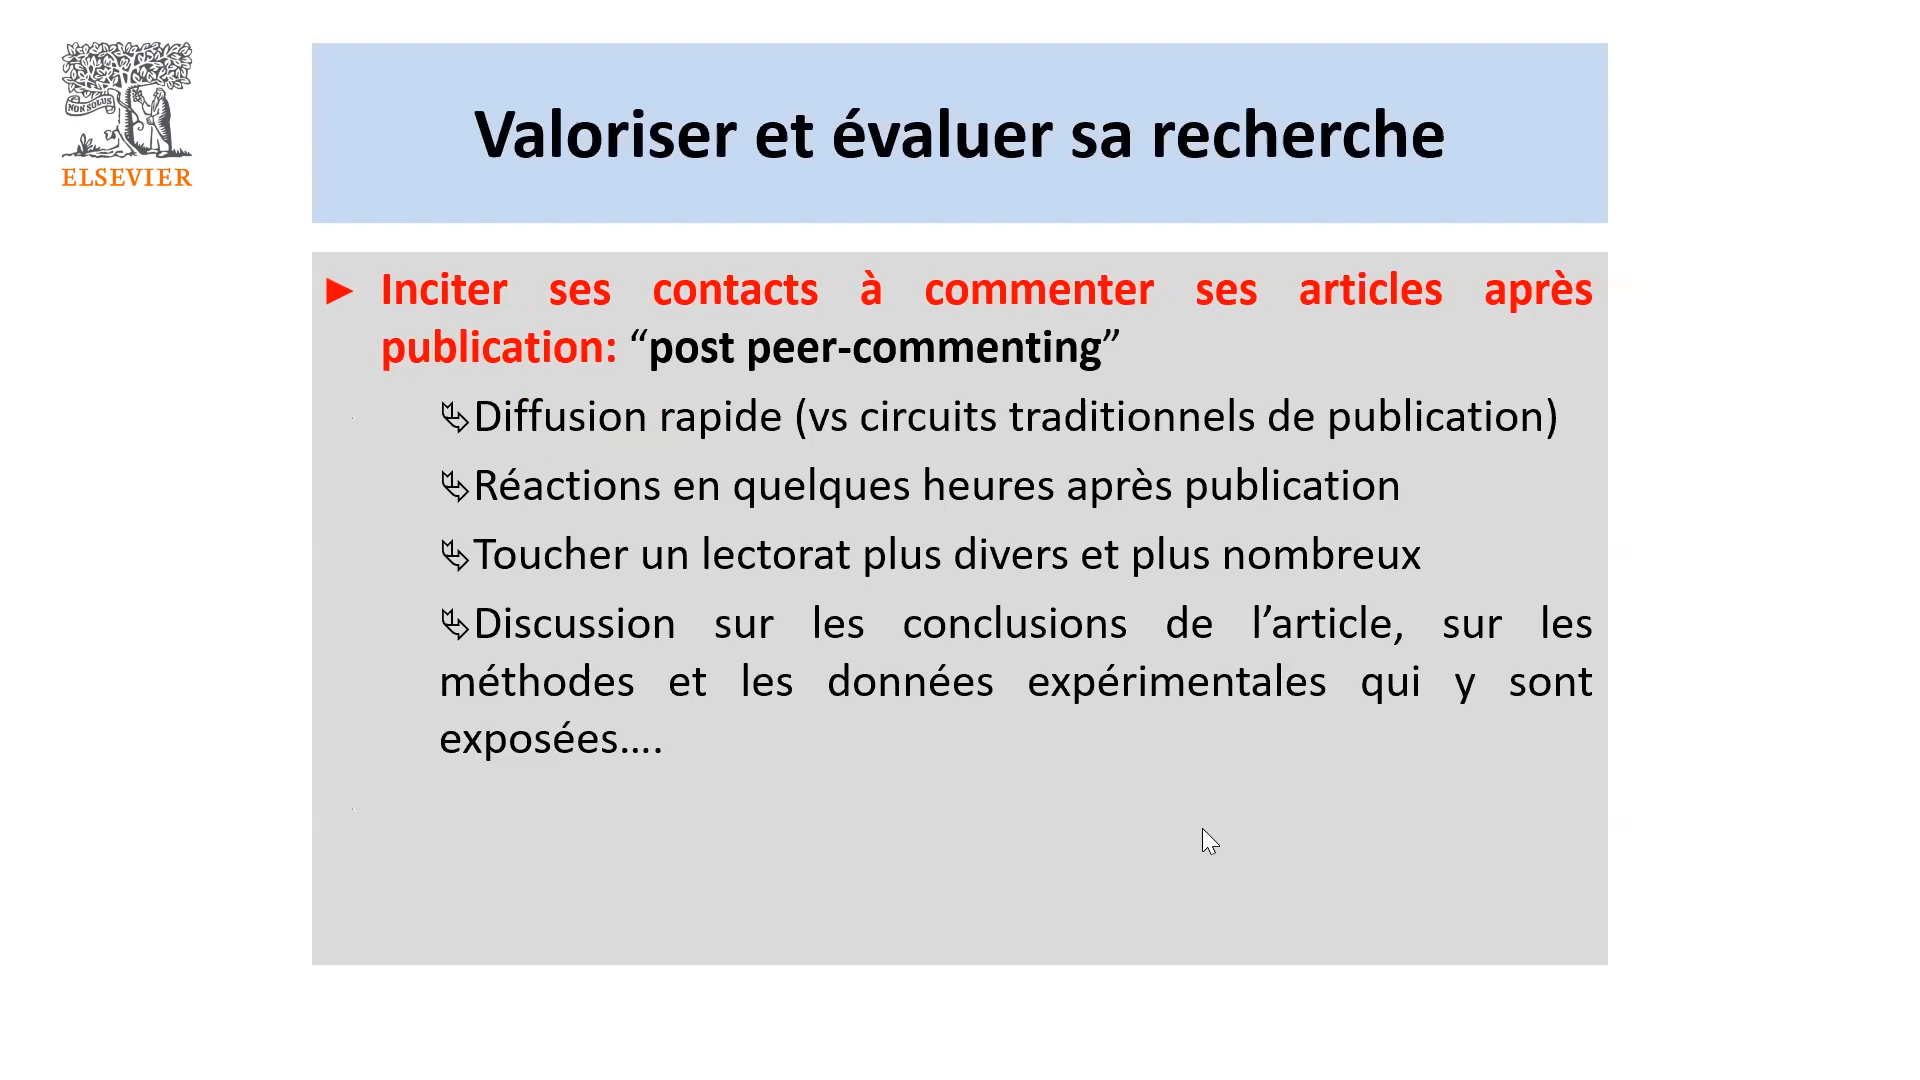 NON SOLUS
ELSEVIER
Valoriser et évaluer sa recherche
► Inciter ses contacts à commenter ses articles après
publication: “post peer-commenting”
Diffusion rapide (vs circuits traditionnels de publication)
Réactions en quelques heures après publication
Toucher un lectorat plus divers et plus nombreux
Discussion sur les conclusions de l’article, sur les
méthodes et les données expérimentales qui y sont
exposées….